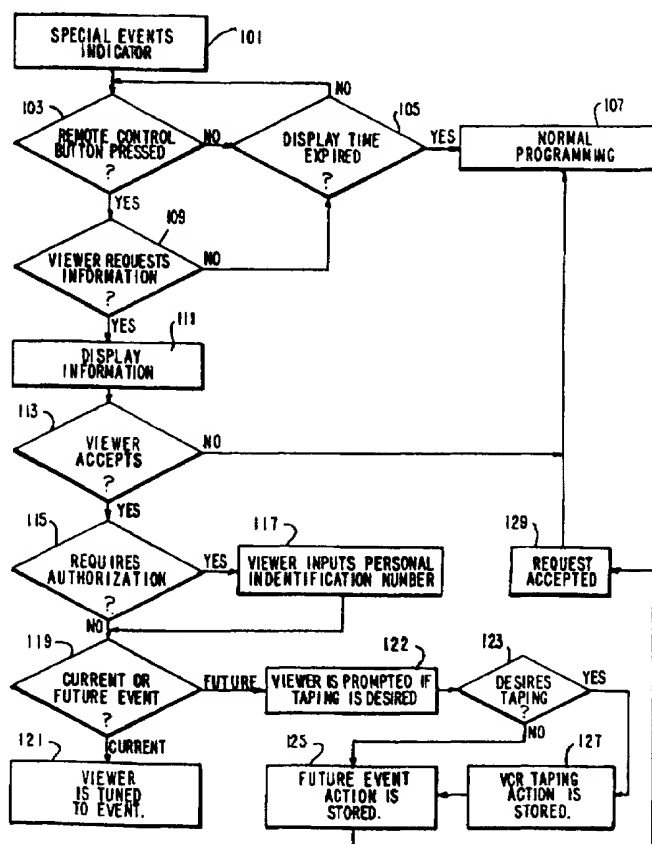 SPECIAL EVENTS
INDICATOR
101
NO
103
REMOTE CONTROL
BUTTON PRESSED
?
NO
105
DISPLAY TIME
EXPIRED
?
YES
107
NORMAL
PROGRAMMING
YES
109
VIEWER REQUESTS
INFORMATION
?
NO
YES
111
DISPLAY
INFORMATION
113
VIEWER
ACCEPTS
?
NO
YES
115
REQUIRES
AUTHORIZATION
?
YES
117
VIEWER INPUTS PERSONAL
INDENTIFICATION NUMBER
129
REQUEST
ACCEPTED
NO
119
CURRENT OR
FUTURE EVENT
?
FUTURE
122
VIEWER IS PROMPTED IF
TAPING IS DESIRED
123
DESIRES
TAPING
?
YES
NO
CURRENT
121
VIEWER
IS TUNED
TO EVENT.
125
FUTURE EVENT
ACTION IS
STORED.
127
VCR TAPING
ACTION IS
STORED.